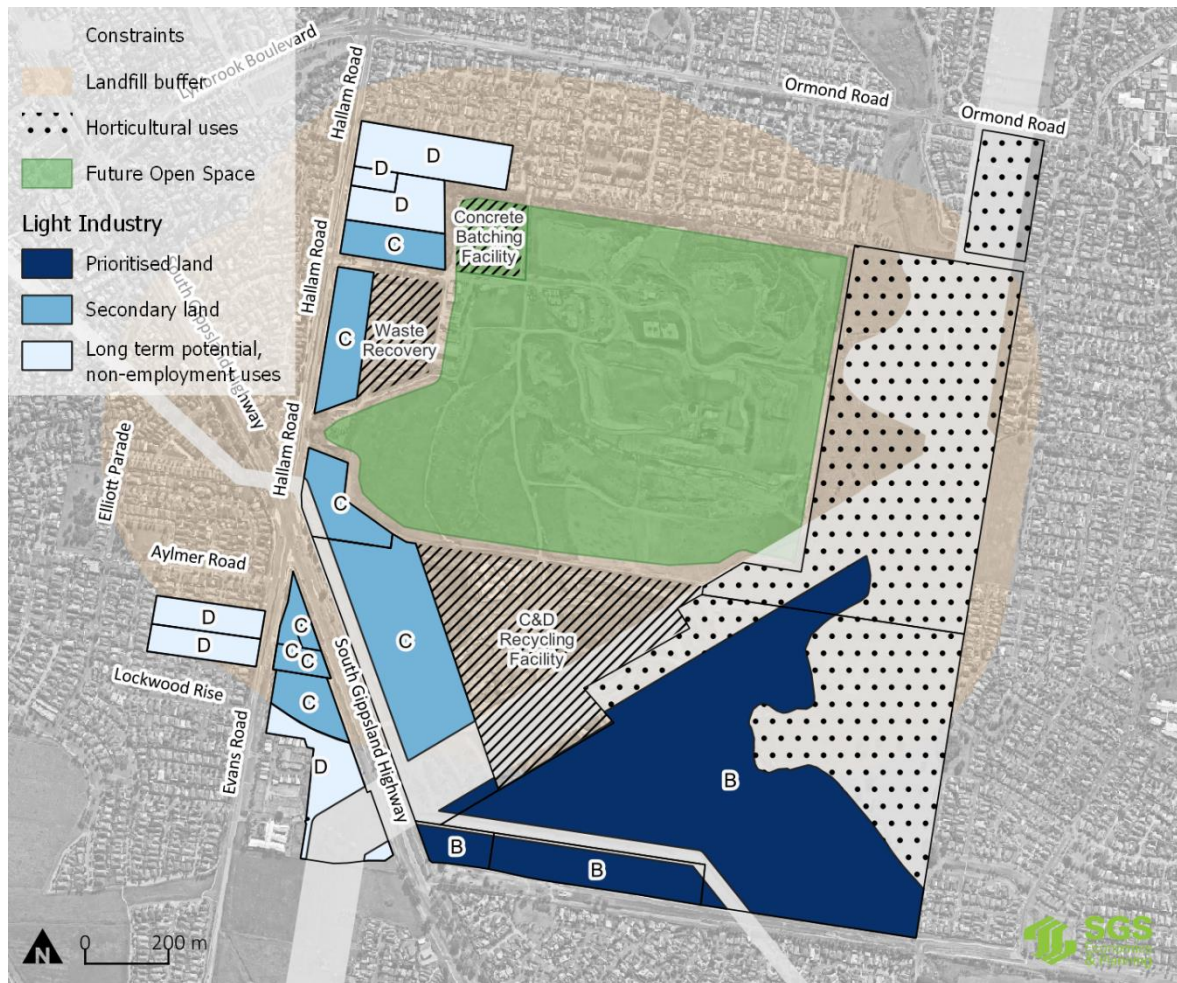 Constraints
Landfill buffer
Horticultural uses
Future Open Space
Light Industry
Prioritised land
Secondary land
Long term potential,
non-employment uses
Lynbrook Boulevard
Hallam Road
Ormond Road
Ormond Road
D
D
D
C
Concrete
Batching
Facility
Hallam Road
South Gippsland Highway
C
Waste
Recovery
Hallam Road
Elliott Parade
C
Aylmer Road
D
D
C
C
C
C
C
C&D
Recycling
Facility
Lockwood Rise
Evans Road
South Gippsland Highway
D
B
B
B
N
0
200 m
SGS
Economics
& Planning